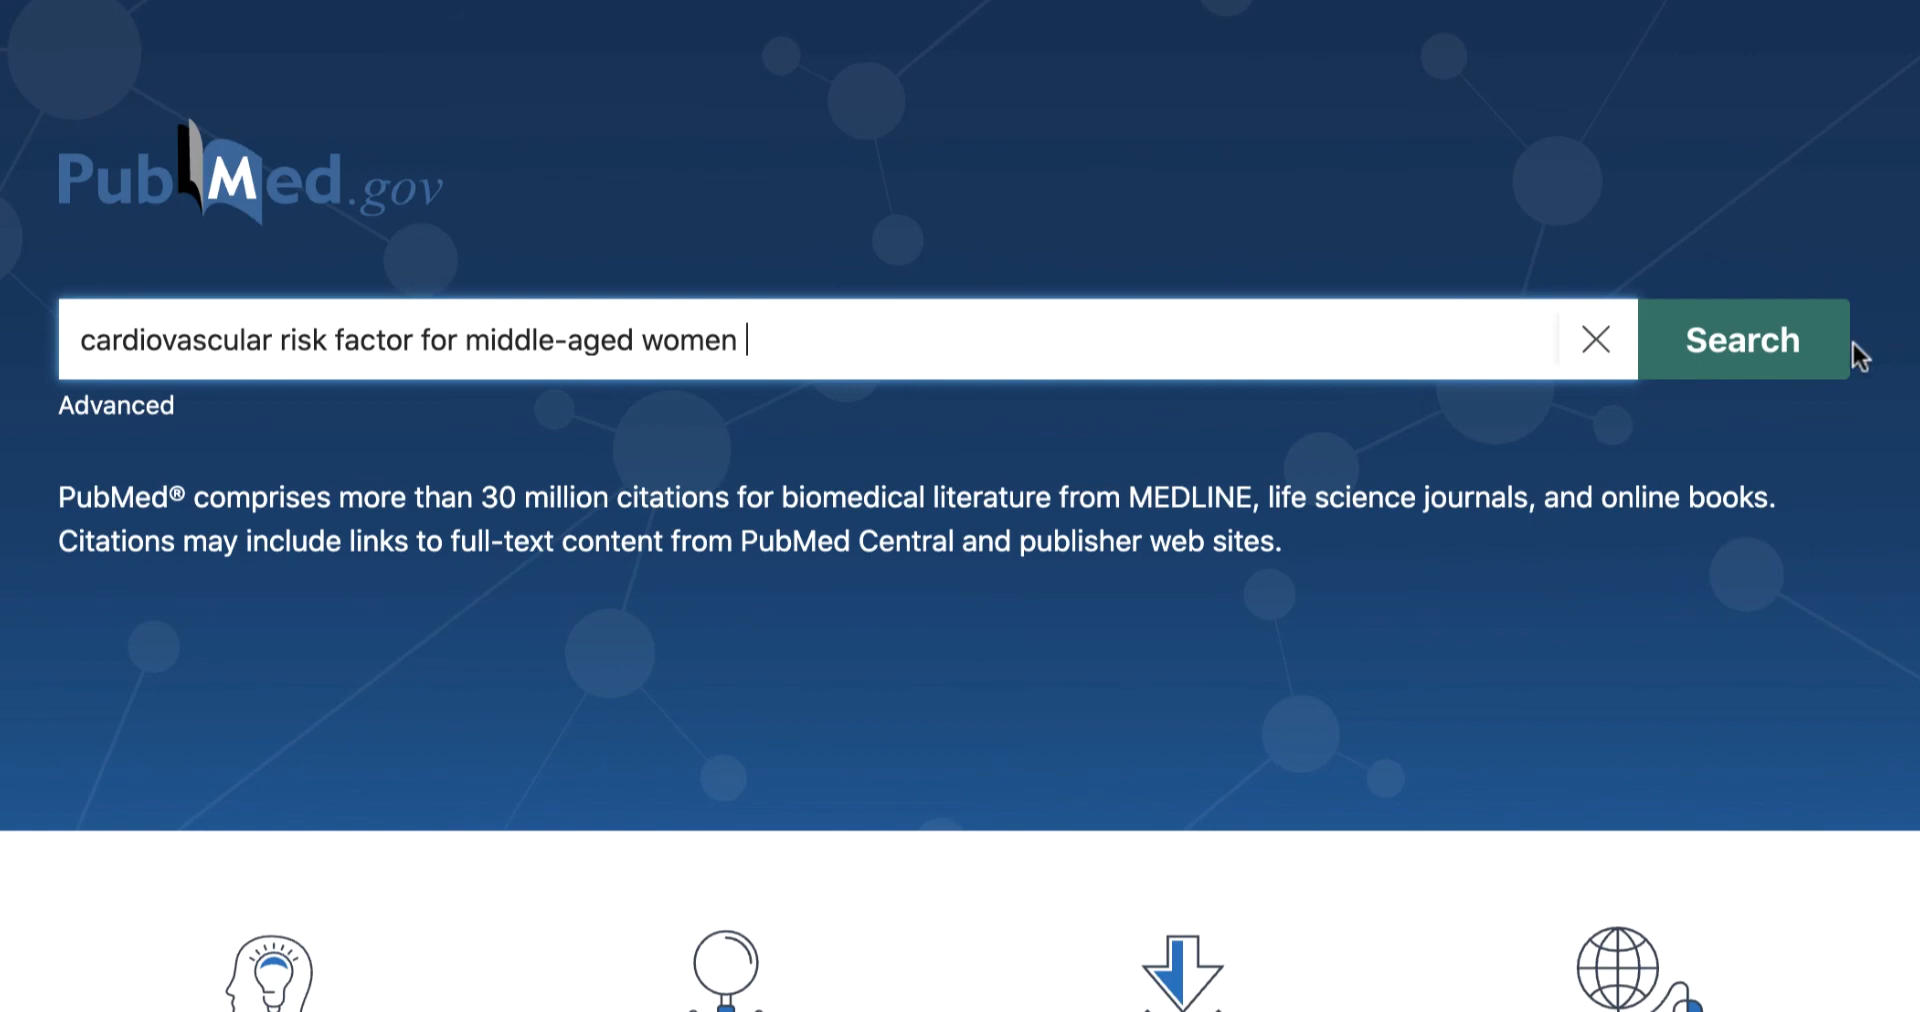 PubMed.gov
cardiovascular risk factor for middle-aged women
Search
Advanced
PubMed® comprises more than 30 million citations for biomedical literature from MEDLINE, life science journals, and online books.
Citations may include links to full-text content from PubMed Central and publisher web sites.